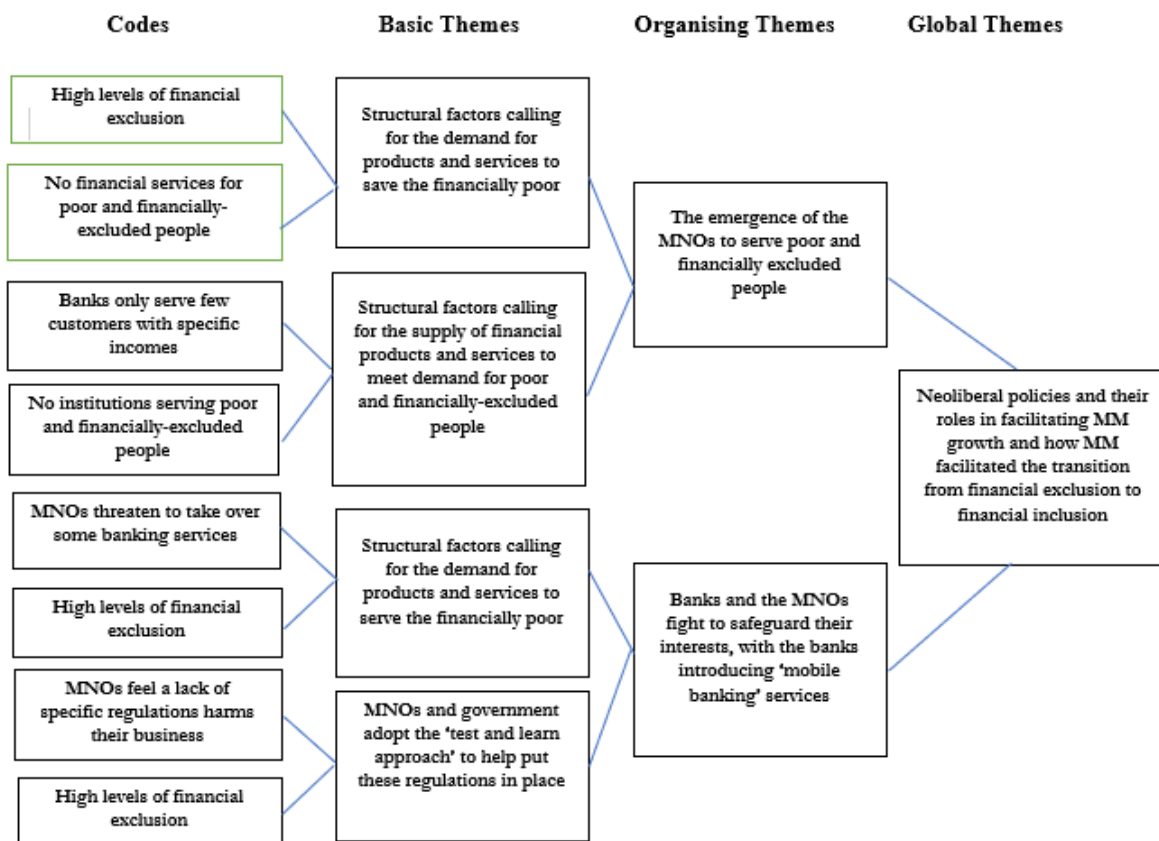 Codes
Basic Themes
Organising Themes
Global Themes
High levels of financial
exclusion
No financial services for
poor and financially-
excluded people
Banks only serve few
customers with specific
incomes
No institutions serving poor
and financially-excluded
people
MNOs threaten to take over
some banking services
High levels of financial
exclusion
MNOs feel a lack of
specific regulations harms
their business
High levels of financial
exclusion
Structural factors calling
for the demand for
products and services to
save the financially poor
Structural factors calling
for the supply of financial
products and services to
meet demand for poor
and financially-excluded
people
Structural factors calling
for the demand for
products and services to
serve the financially poor
MNOs and government
adopt the ‘test and learn
approach’ to help put
these regulations in place
The emergence of the
MNOs to serve poor and
financially excluded
people
Banks and the MNOs
fight to safeguard their
interests, with the banks
introducing ‘mobile
banking’ services
Neoliberal policies and their
roles in facilitating MM
growth and how MM
facilitated the transition
from financial exclusion to
financial inclusion